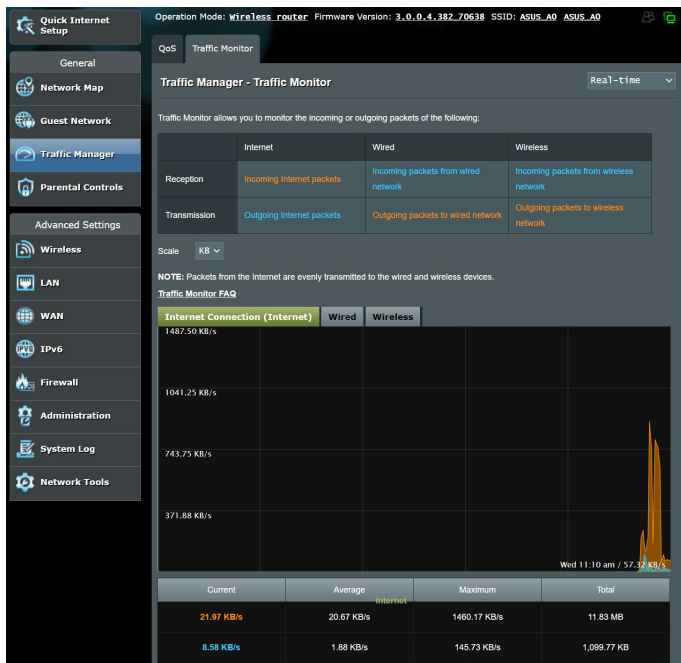 Quick Internet
Setup
Operation Mode: Wireless router Firmware Version: 3.0.0.4.382_70638 SSID: ASUS_A0 ASUS_A0
General
Network Map
Guest Network
Traffic Manager
Parental Controls
Advanced Settings
Wireless
LAN
WAN
IPv6
Firewall
Administration
System Log
Network Tools
QoS Traffic Monitor
Traffic Manager - Traffic Monitor Real-time
Traffic Monitor allows you to monitor the incoming or outgoing packets of the following:
Internet Wired Wireless
Reception Incoming Internet packets Incoming packets from wired network Incoming packets from wireless network
Transmission Outgoing Internet packets Outgoing packets to wired network Outgoing packets to wireless network
Scale KB
NOTE: Packets from the Internet are evenly transmitted to the wired and wireless devices.
Traffic Monitor FAQ
Internet Connection (Internet) Wired Wireless
1487.50 KB/s
1041.25 KB/s
743.75 KB/s
371.88 KB/s
Wed 11:10 am / 57.32 KB/s
Current Average Maximum Total
Internet
21.97 KB/s 20.67 KB/s 1460.17 KB/s 11.83 MB
8.58 KB/s 1.88 KB/s 145.73 KB/s 1,099.77 KB